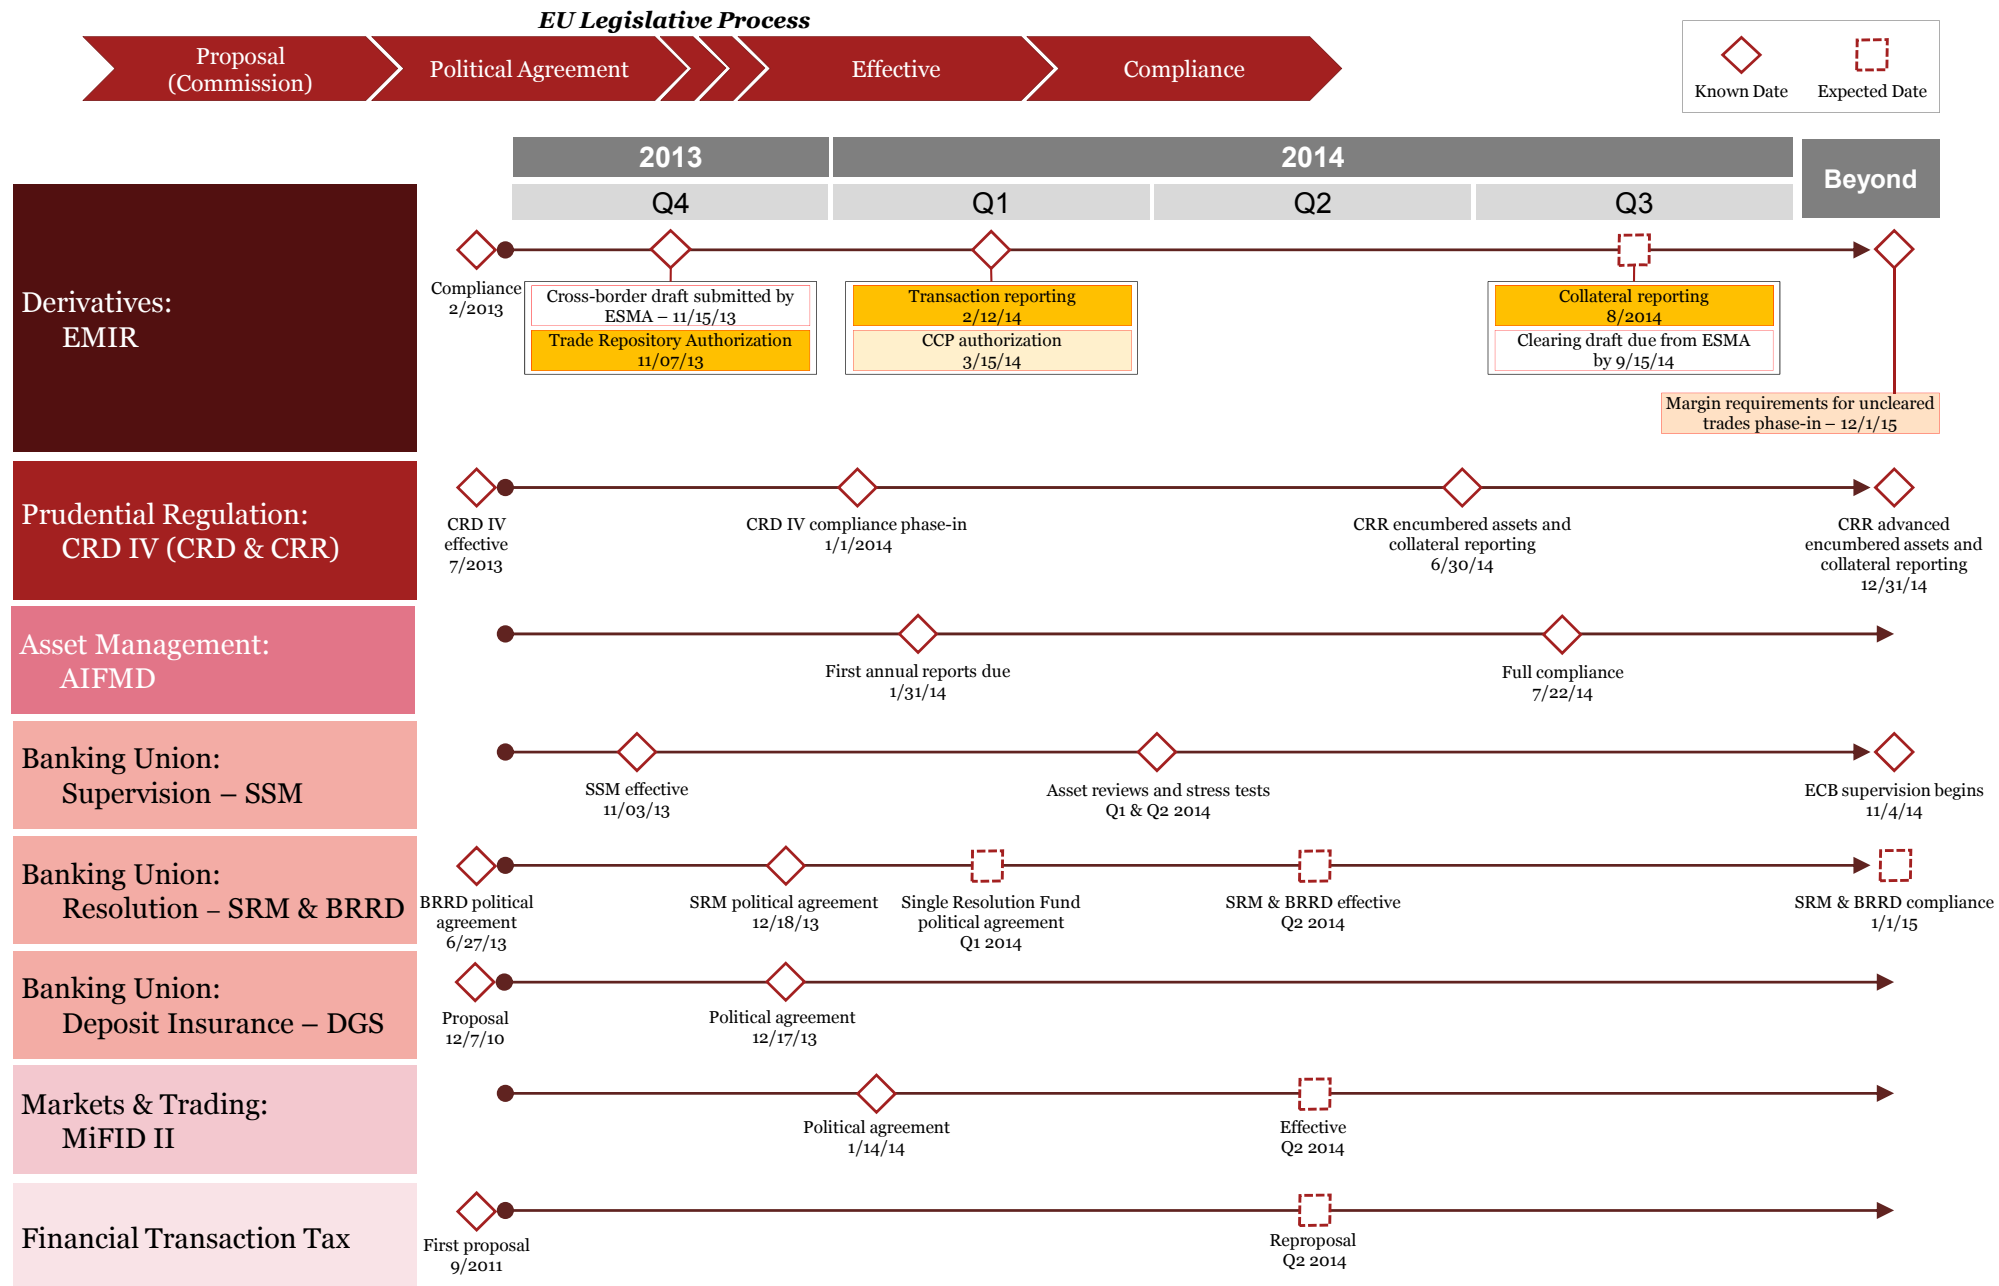 EU Legislative Process
Proposal
(Commission)
Political Agreement
Effective
Compliance
Known Date
Expected Date
2013
2014
Beyond
Q4
Q1
Q2
Q3
Derivatives:
EMIR
Compliance
2/2013
Cross-border draft submitted by
ESMA – 11/15/13
Trade Repository Authorization
11/07/13
Transaction reporting
2/12/14
CCP authorization
3/15/14
Collateral reporting
8/2014
Clearing draft due from ESMA
by 9/15/14
Margin requirements for uncleared
trades phase-in – 12/1/15
Prudential Regulation:
CRD IV (CRD & CRR)
CRD IV
effective
7/2013
CRD IV compliance phase-in
1/1/2014
CRR encumbered assets and
collateral reporting
6/30/14
CRR advanced
encumbered assets and
collateral reporting
12/31/14
Asset Management:
AIFMD
First annual reports due
1/31/14
Full compliance
7/22/14
Banking Union:
Supervision – SSM
SSM effective
11/03/13
Asset reviews and stress tests
Q1 & Q2 2014
ECB supervision begins
11/4/14
Banking Union:
Resolution – SRM & BRRD
BRRD political
agreement
6/27/13
SRM political agreement
12/18/13
Single Resolution Fund
political agreement
Q1 2014
SRM & BRRD effective
Q2 2014
SRM & BRRD compliance
1/1/15
Banking Union:
Deposit Insurance – DGS
Proposal
12/7/10
Political agreement
12/17/13
Markets & Trading:
MiFID II
Political agreement
1/14/14
Effective
Q2 2014
Financial Transaction Tax
First proposal
9/2011
Reproposal
Q2 2014